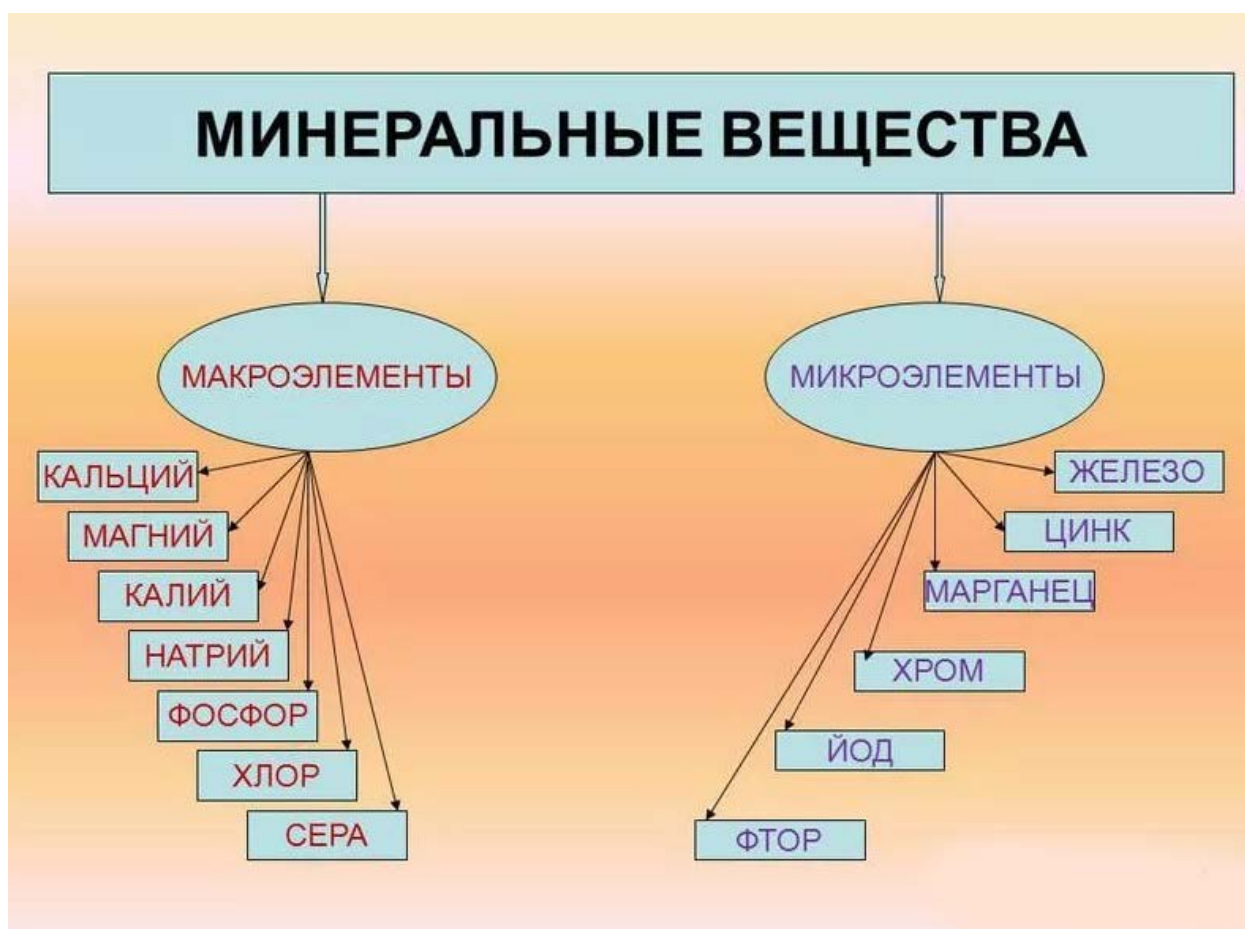 МИНЕРАЛЬНЫЕ ВЕЩЕСТВА
МАКРОЭЛЕМЕНТЫ
КАЛЬЦИЙ
МАГНИЙ
КАЛИЙ
НАТРИЙ
ФОСФОР
ХЛОР
СЕРА
МИКРОЭЛЕМЕНТЫ
ЖЕЛЕЗО
ЦИНК
МАРГАНЕЦ
ХРОМ
ЙОД
ФТОР